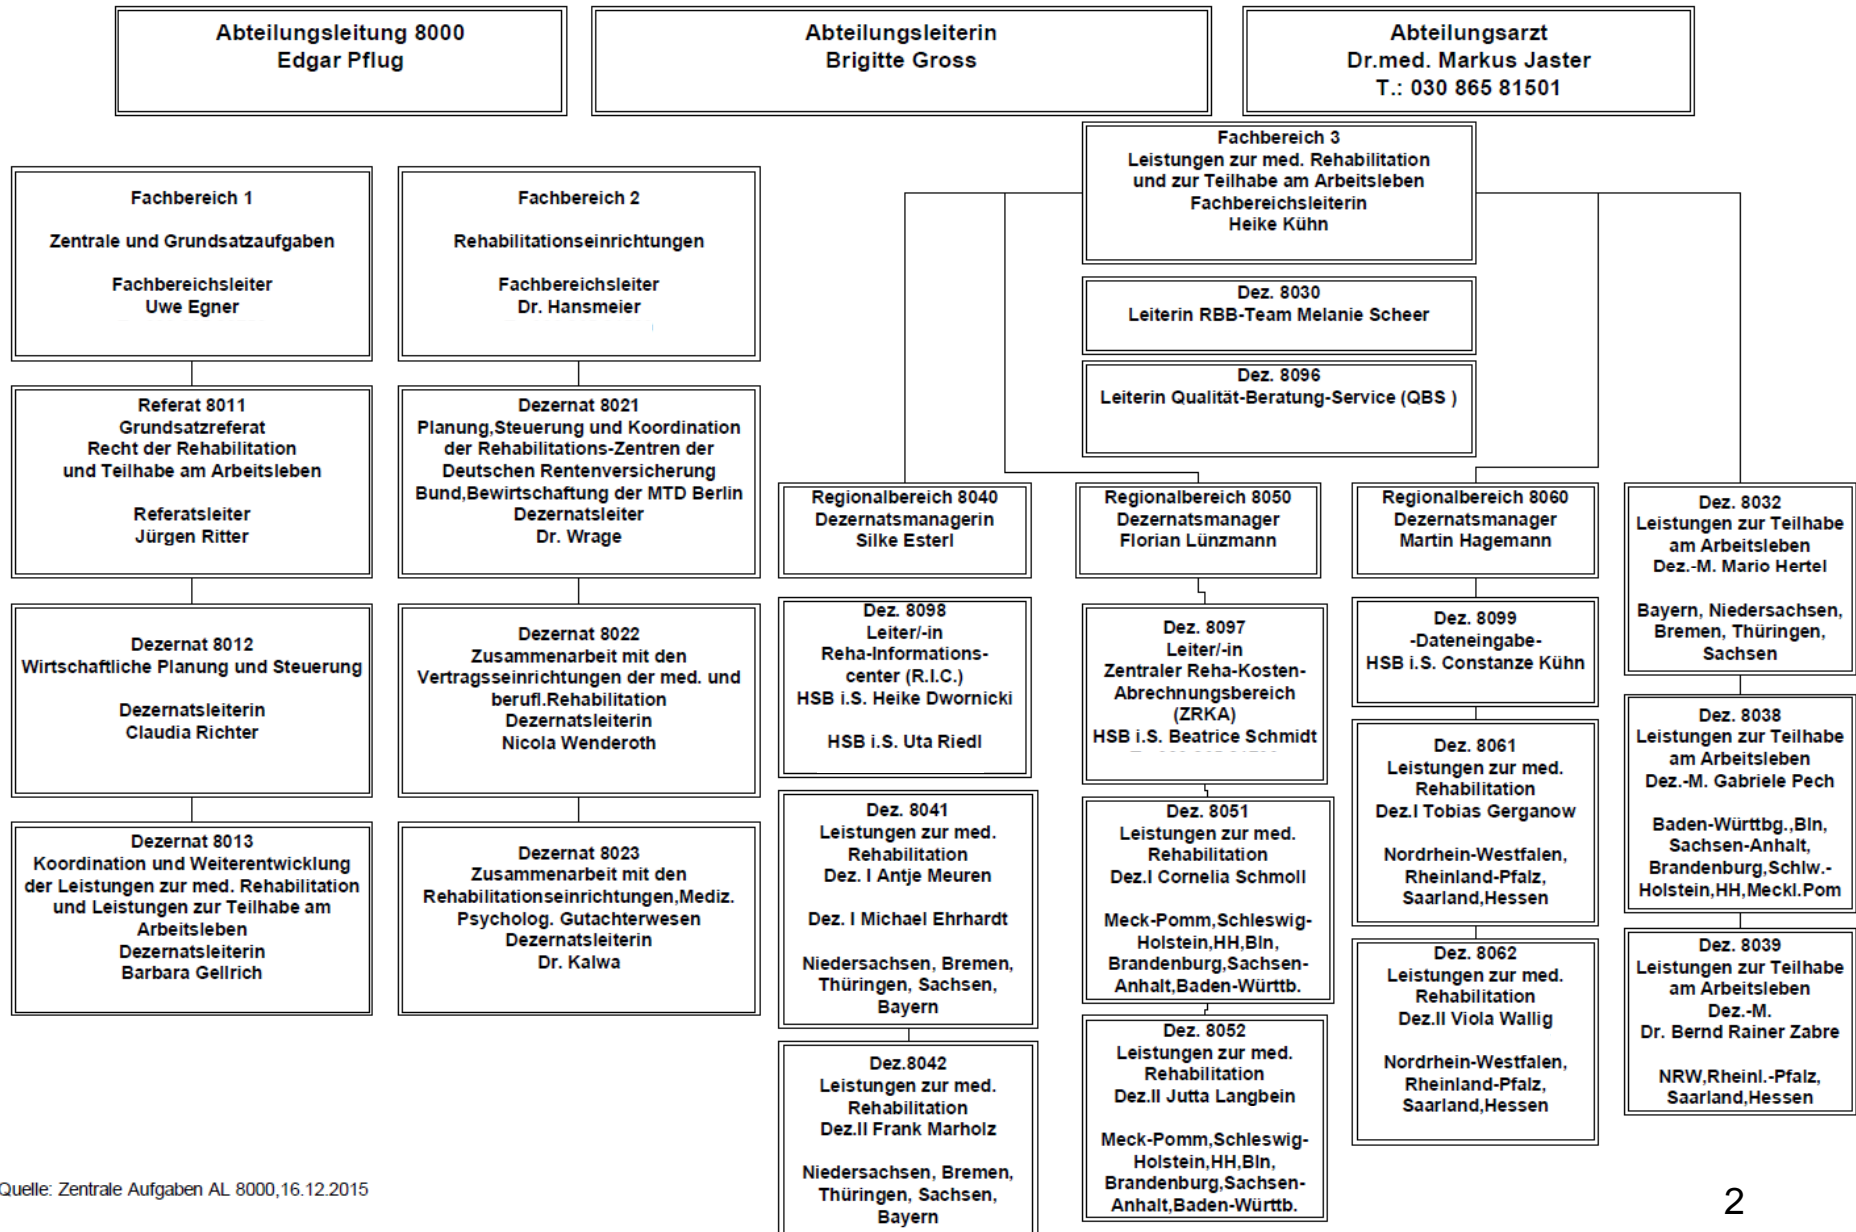 Abteilungsleitung 8000
Edgar Pflug
Abteilungsleiterin
Brigitte Gross
Abteilungsarzt
Dr.med. Markus Jaster
T.: 030 865 81501
Fachbereich 1
Zentrale und Grundsatzaufgaben
Fachbereichsleiter
Uwe Egner
Referat 8011
Grundsatzreferat
Recht der Rehabilitation
und Teilhabe am Arbeitsleben
Referatsleiter
Jürgen Ritter
Dezernat 8012
Wirtschaftliche Planung und Steuerung
Dezernatsleiterin
Claudia Richter
Dezernat 8013
Koordination und Weiterentwicklung
der Leistungen zur med. Rehabilitation
und Leistungen zur Teilhabe am
Arbeitsleben
Dezernatsleiterin
Barbara Gellrich
Fachbereich 2
Rehabilitationseinrichtungen
Fachbereichsleiter
Dr. Hansmeier
Dezernat 8021
Planung,Steuerung und Koordination
der Rehabilitations-Zentren der
Deutschen Rentenversicherung
Bund,Bewirtschaftung der MTD Berlin
Dezernatsleiter
Dr. Wrage
Dezernat 8022
Zusammenarbeit mit den
Vertragsseinrichtungen der med. und
berufl.Rehabilitation
Dezernatsleiterin
Nicola Wenderoth
Dezernat 8023
Zusammenarbeit mit den
Rehabilitationseinrichtungen,Mediz.
Psycholog. Gutachterwesen
Dezernatsleiterin
Dr. Kalwa
Fachbereich 3
Leistungen zur med. Rehabilitation
und zur Teilhabe am Arbeitsleben
Fachbereichsleiterin
Heike Kühn
Dez. 8030
Leiterin RBB-Team Melanie Scheer
Dez. 8096
Leiterin Qualität-Beratung-Service (QBS )
Regionalbereich 8040
Dezernatsmanagerin
Silke Esterl
Dez. 8098
Leiter/-in
Reha-Informations-
center (R.I.C.)
HSB i.S. Heike Dwornicki
HSB i.S. Uta Riedl
Dez. 8041
Leistungen zur med.
Rehabilitation
Dez. I Antje Meuren
Dez. I Michael Ehrhardt
Niedersachsen, Bremen,
Thüringen, Sachsen,
Bayern
Dez.8042
Leistungen zur med.
Rehabilitation
Dez.II Frank Marholz
Niedersachsen, Bremen,
Thüringen, Sachsen,
Bayern
Regionalbereich 8050
Dezernatsmanager
Florian Lünzmann
Dez. 8097
Leiter/-in
Zentraler Reha-Kosten-
Abrechnungsbereich
(ZRKA)
HSB i.S. Beatrice Schmidt
Dez. 8051
Leistungen zur med.
Rehabilitation
Dez.I Cornelia Schmoll
Meck-Pomm,Schleswig-
Holstein,HH,Bln,
Brandenburg,Sachsen-
Anhalt,Baden-Württb.
Dez. 8052
Leistungen zur med.
Rehabilitation
Dez.II Jutta Langbein
Meck-Pomm,Schleswig-
Holstein,HH,Bln,
Brandenburg,Sachsen-
Anhalt,Baden-Württb.
Regionalbereich 8060
Dezernatsmanager
Martin Hagemann
Dez. 8099
-Dateneingabe-
HSB i.S. Constanze Kühn
Dez. 8061
Leistungen zur med.
Rehabilitation
Dez.I Tobias Gerganow
Nordrhein-Westfalen,
Rheinland-Pfalz,
Saarland,Hessen
Dez. 8062
Leistungen zur med.
Rehabilitation
Dez.II Viola Wallig
Nordrhein-Westfalen,
Rheinland-Pfalz,
Saarland,Hessen
Dez. 8032
Leistungen zur Teilhabe
am Arbeitsleben
Dez.-M. Mario Hertel
Bayern, Niedersachsen,
Bremen, Thüringen,
Sachsen
Dez. 8038
Leistungen zur Teilhabe
am Arbeitsleben
Dez.-M. Gabriele Pech
Baden-Württbg.,Bln,
Sachsen-Anhalt,
Brandenburg,Schlw.-
Holstein,HH,Meckl.Pom
Dez. 8039
Leistungen zur Teilhabe
am Arbeitsleben
Dez.-M.
Dr. Bernd Rainer Zabre
NRW,Rheinl.-Pfalz,
Saarland,Hessen
Quelle: Zentrale Aufgaben AL 8000,16.12.2015
2